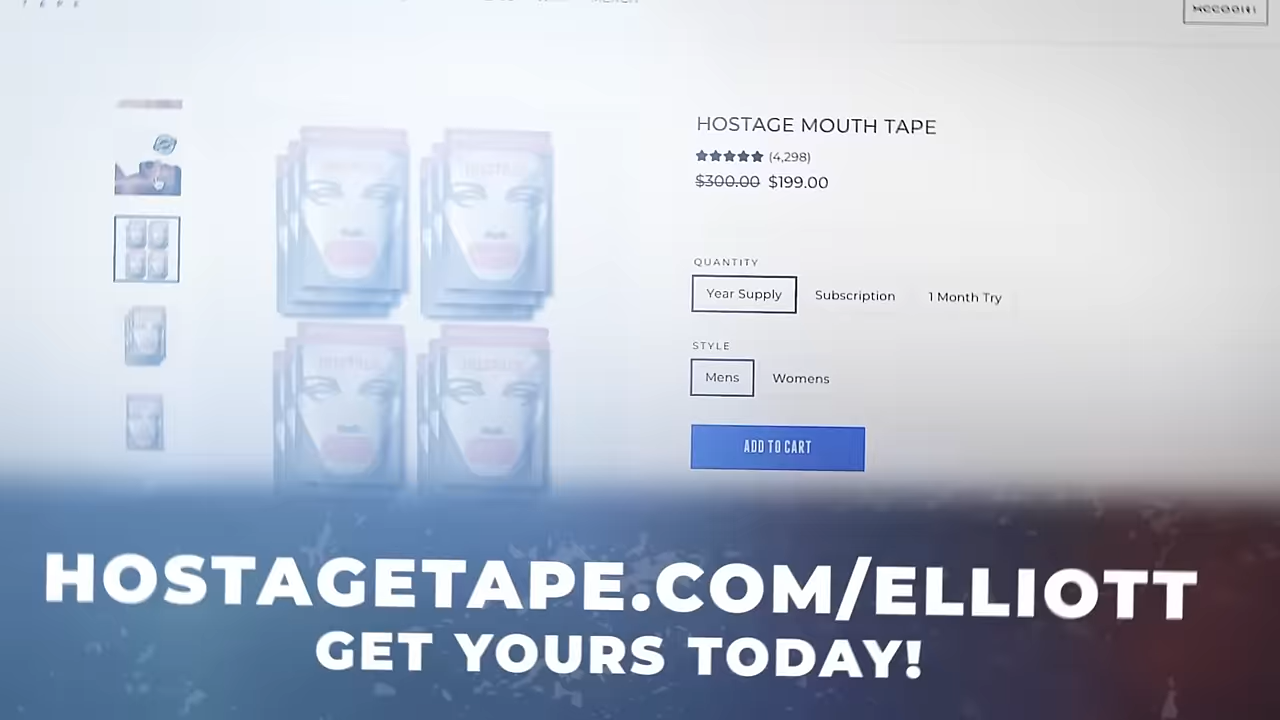 HOSTAGE MOUTH TAPE
(4,298)
$300.00 $199.00
QUANTITY
Year Supply Subscription 1 Month Try
STYLE
Mens Womens
ADD TO CART
HOSTAGETAPE.COM/ELLIOTT
GET YOURS TODAY!